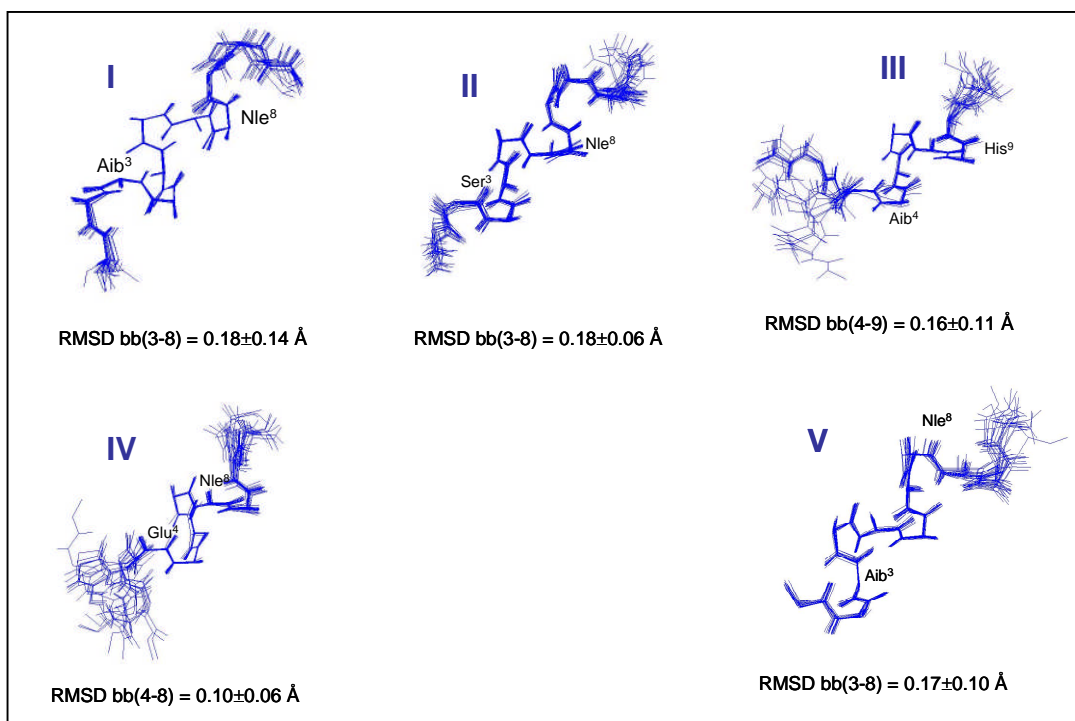 I
Nle⁸
Aib³
RMSD bb(3-8) = 0.18±0.14 Å
II
Nle⁸
Ser³
RMSD bb(3-8) = 0.18±0.06 Å
III
His⁹
Aib⁴
RMSD bb(4-9) = 0.16±0.11 Å
IV
Nle⁸
Glu⁴
RMSD bb(4-8) = 0.10±0.06 Å
V
Nle⁸
Aib³
RMSD bb(3-8) = 0.17±0.10 Å